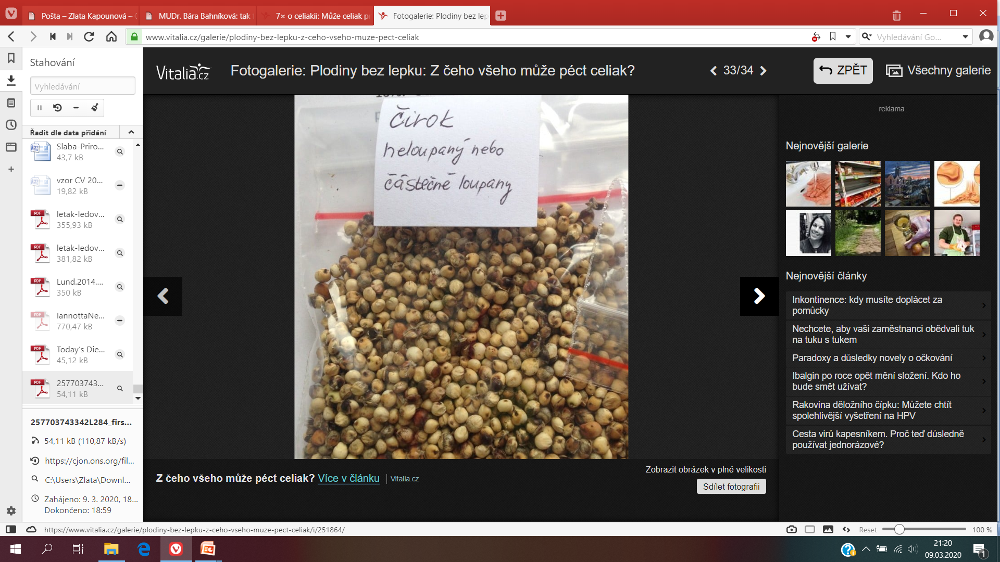 Pošta – Zlata Kapounová –
MUDr. Bára Bahníková: tak
7× o celiakii: Může celiak p
Fotogalerie: Plodiny bez lep
www.vitalia.cz/galerie/plodiny-bez-lepku-z-ceho-vseho-muze-pect-celiak
Vyhledávání Go...
Stahování
Vyhledávání
Řadit dle data přidání
Slaba-Priro...
43,7 kB
vzor CV 20...
19,82 kB
letak-ledov...
355,93 kB
letak-ledov...
381,82 kB
Lund.2014....
350 kB
IannottaNe...
770,47 kB
Today's Die...
45,12 kB
257703743...
54,11 kB
257703743342L284_firs...
54,11 kB (110,87 kB/s)
https://cjon.ons.org/fil...
C:\Users\Zlata\Downl...
Zahájeno: 9. 3. 2020, 18...
Dokončeno: 18:59
Vitalia.cz
Fotogalerie: Plodiny bez lepku: Z čeho všeho může péct celiak?
33/34
ZPĚT
Všechny galerie
čirok
neloupaný nebo
částečně loupaný
reklama
Nejnovější galerie
Nejnovější články
Inkontinence: kdy musíte doplácet za
pomůcky
Nechcete, aby vaši zaměstnanci obědvali tuk
na tuku s tukem
Paradoxy a důsledky novely o očkování
Ibalgin po roce opět mění složení. Kdo ho
bude smět užívat?
Rakovina děložního čípku: Můžete chtít
spolehlivější vyšetření na HPV
Cesta virů kapesníkem. Proč teď důsledně
používat jednorázové?
Z čeho všeho může péct celiak? Více v článku | Vitalia.cz
Zobrazit obrázek v plné velikosti
Sdílet fotografii
https://www.vitalia.cz/galerie/plodiny-bez-lepku-z-ceho-vseho-muze-pect-celiak/i/251864/
Reset
100 %
21:20
09.03.2020
1